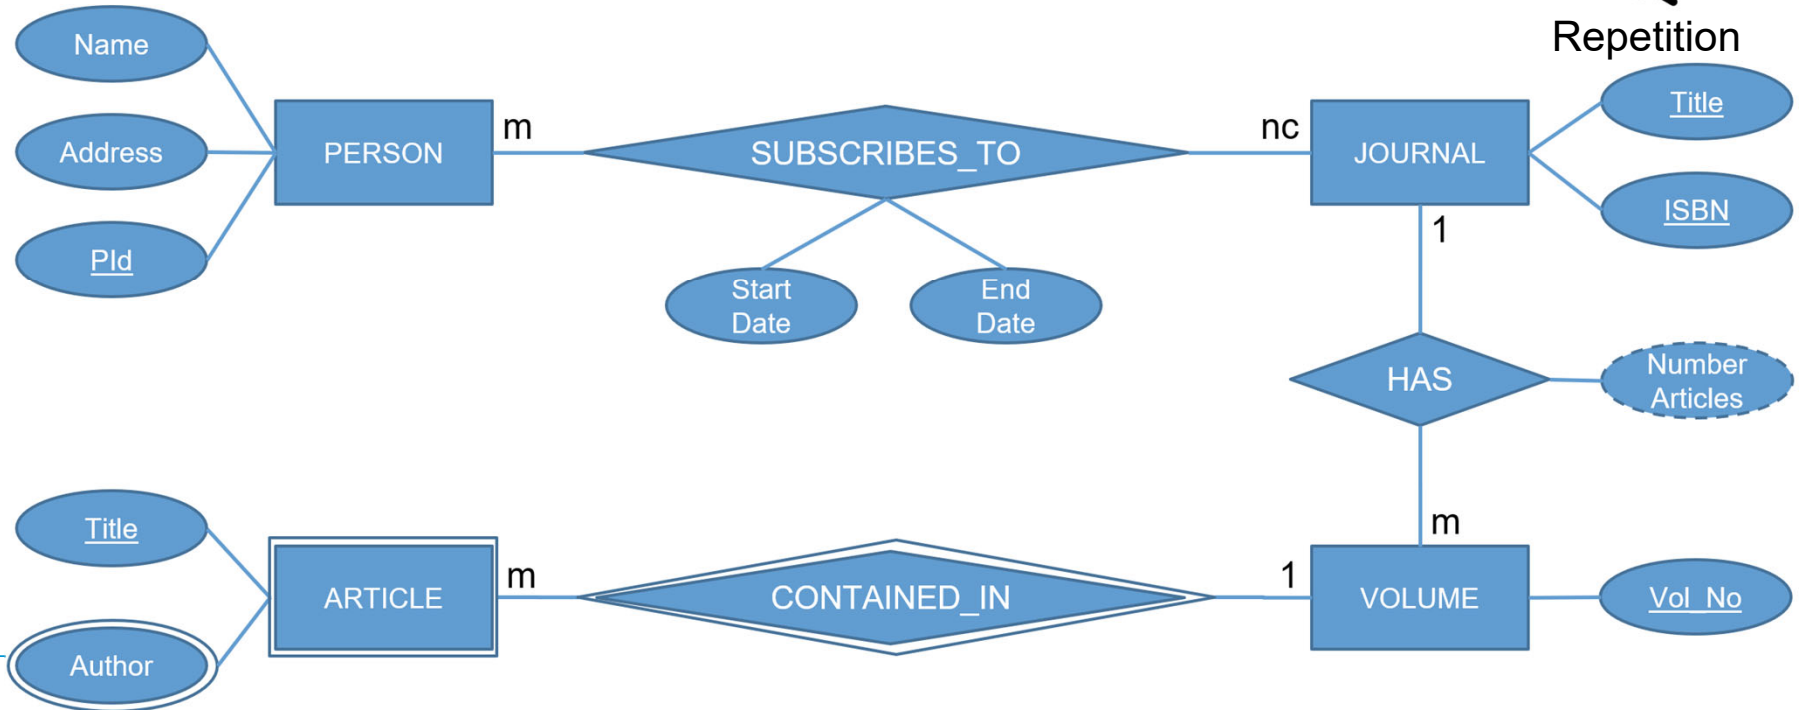 Repetition
Name
Address
PId
PERSON
m
SUBSCRIBES_TO
nc
JOURNAL
Title
ISBN
Start
Date
End
Date
1
HAS
Number
Articles
m
Title
Author
ARTICLE
m
CONTAINED_IN
1
VOLUME
Vol_No